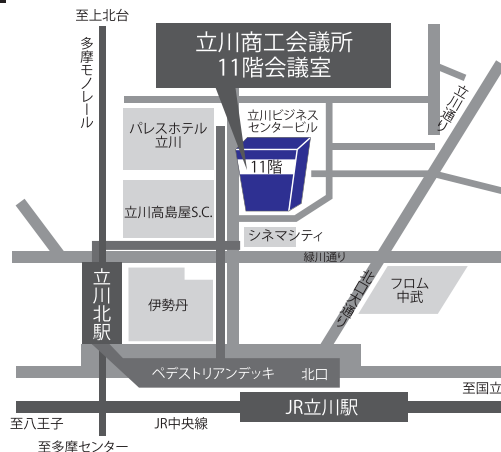 至上北台
多摩モノレール
立川商工会議所
11階会議室
立川通り
パレスホテル
立川
立川ビジネス
センタービル
11階
立川高島屋S.C.
シネマシティ
緑川通り
立川北駅
伊勢丹
北口大通り
フロム
中武
ペデストリアンデッキ
北口
至国立
JR立川駅
至八王子
JR中央線
至多摩センター